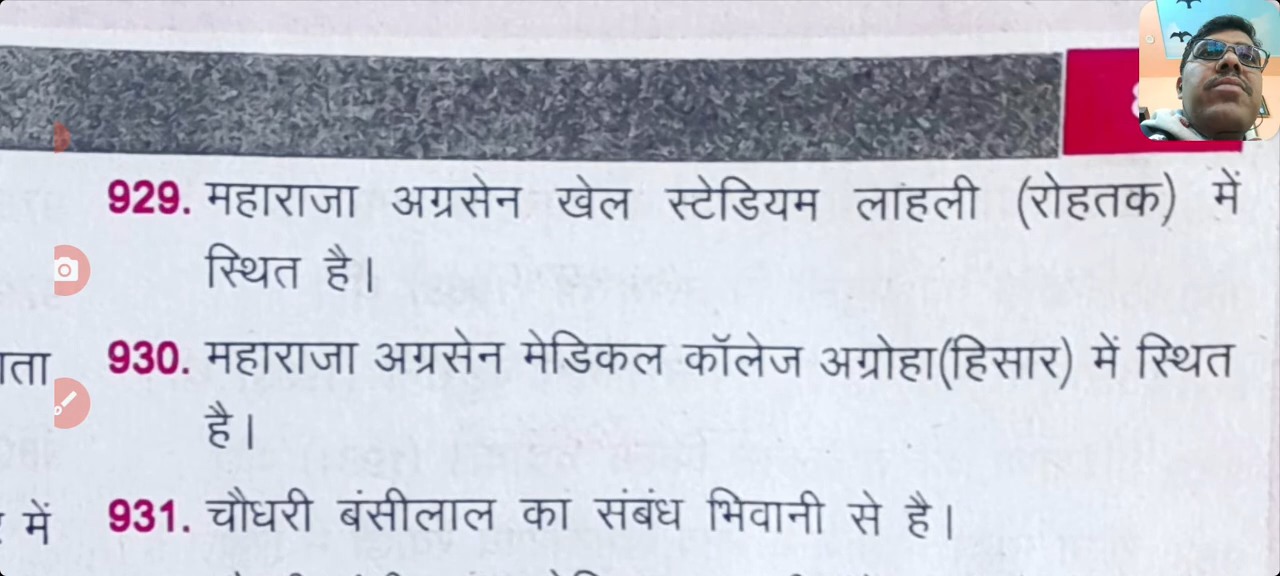 929. महाराजा अग्रसेन खेल स्टेडियम लाहली (रोहतक) में
स्थित है।
930. महाराजा अग्रसेन मेडिकल कॉलेज अग्रोहा(हिसार) में स्थित
है।
931. चौधरी बंसीलाल का संबंध भिवानी से है।
में